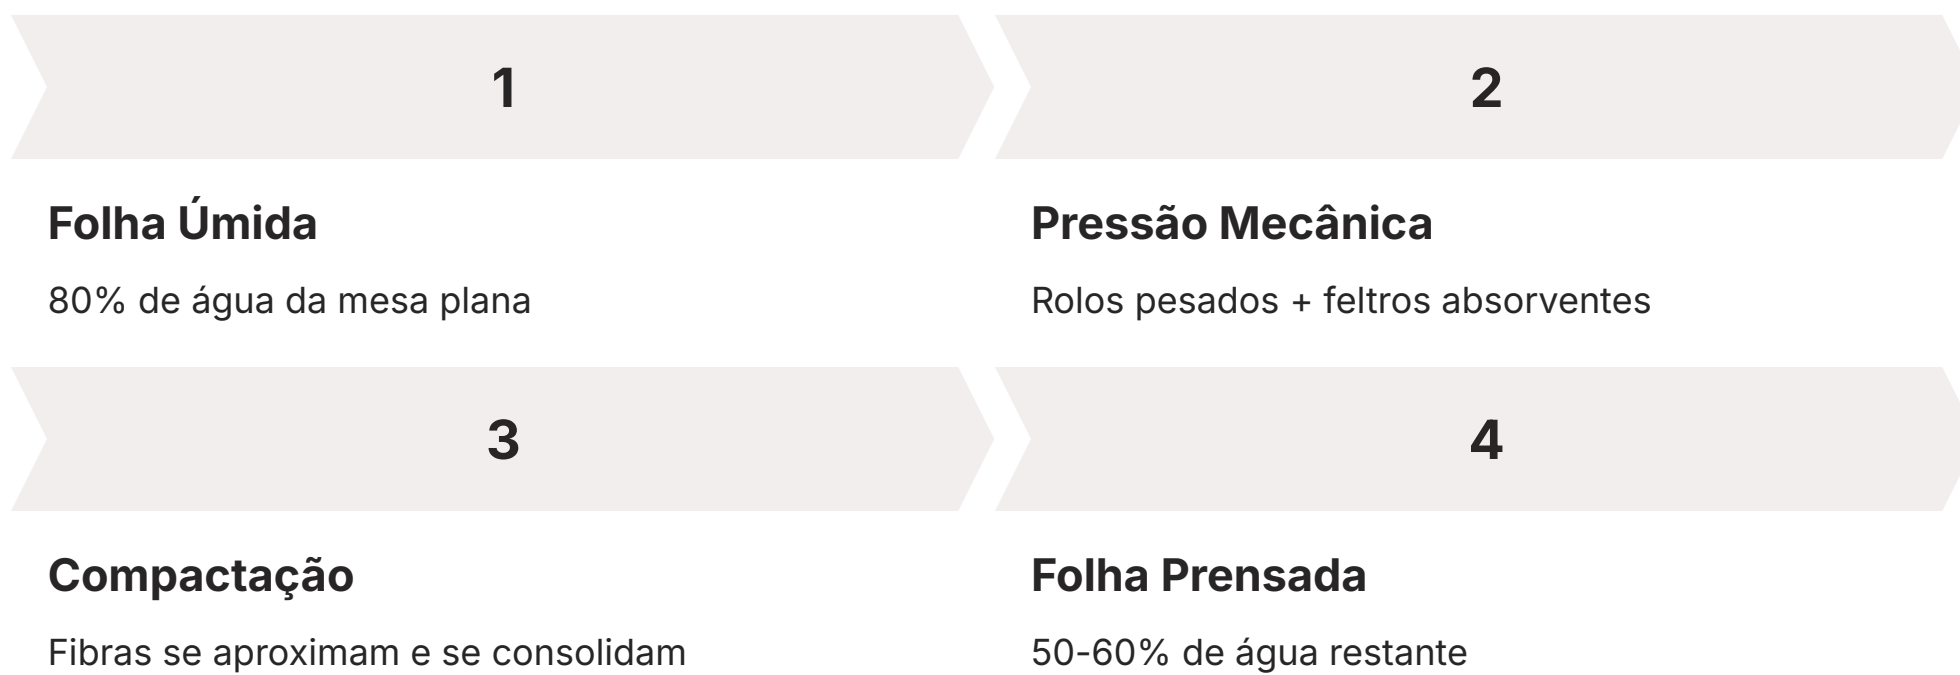 1
2
Folha Úmida
80% de água da mesa plana
Pressão Mecânica
Rolos pesados + feltros absorventes
3
4
Compactação
Fibras se aproximam e se consolidam
Folha Prensada
50-60% de água restante